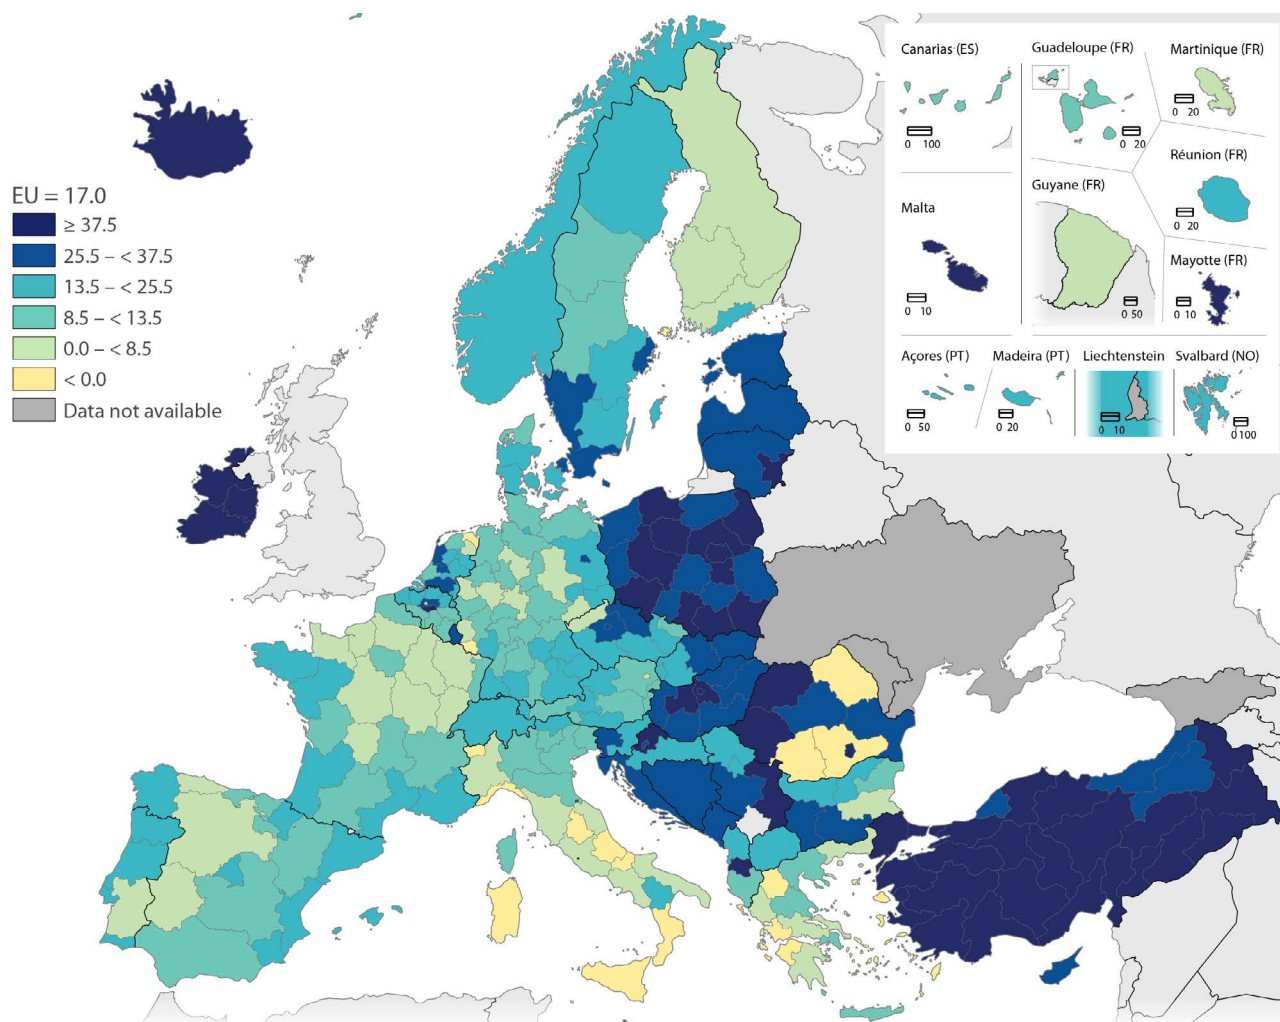 EU = 17.0
≥ 37.5
25.5 – < 37.5
13.5 – < 25.5
8.5 – < 13.5
0.0 – < 8.5
< 0.0
Data not available
Canarias (ES)
0 100
Guadeloupe (FR)
0 20
Martinique (FR)
0 20
Réunion (FR)
0 20
Guyane (FR)
0 50
Malta
0 10
Mayotte (FR)
0 10
Açores (PT)
0 50
Madeira (PT)
0 20
Liechtenstein
0 10
Svalbard (NO)
0 100